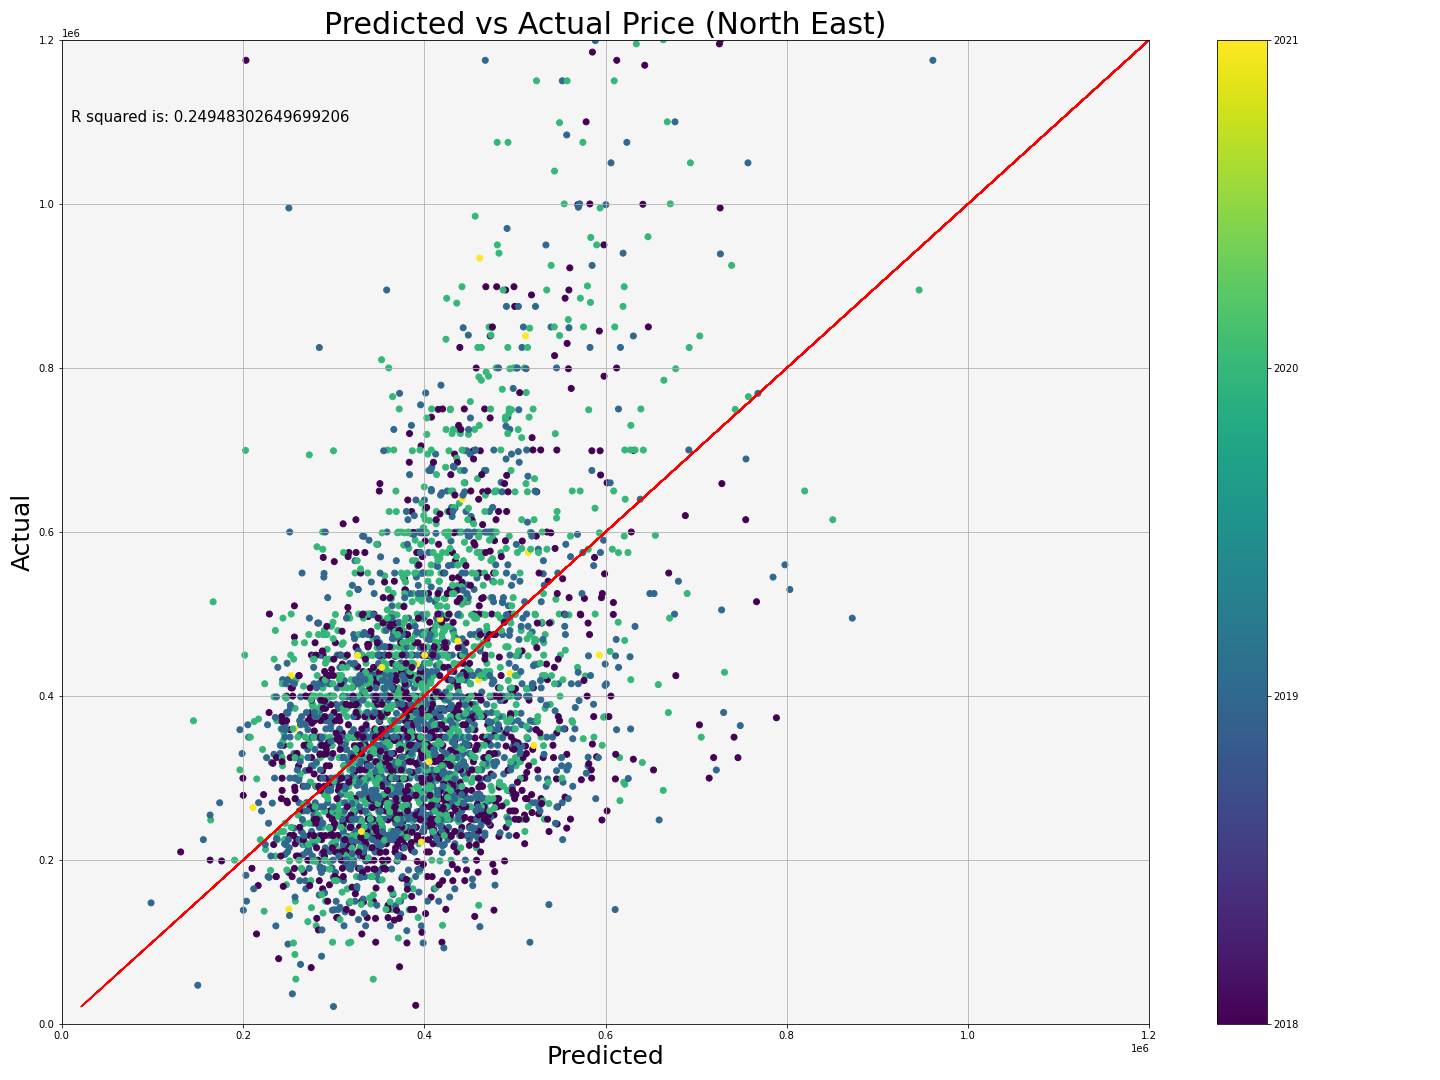 Predicted vs Actual Price (North East)
1e6
R squared is: 0.24948302649699206
Actual
1.2
1.0
0.8
0.6
0.4
0.2
0.0
0.0 0.2 0.4 0.6 0.8 1.0 1.2
1e6
Predicted
2021
2020
2019
2018